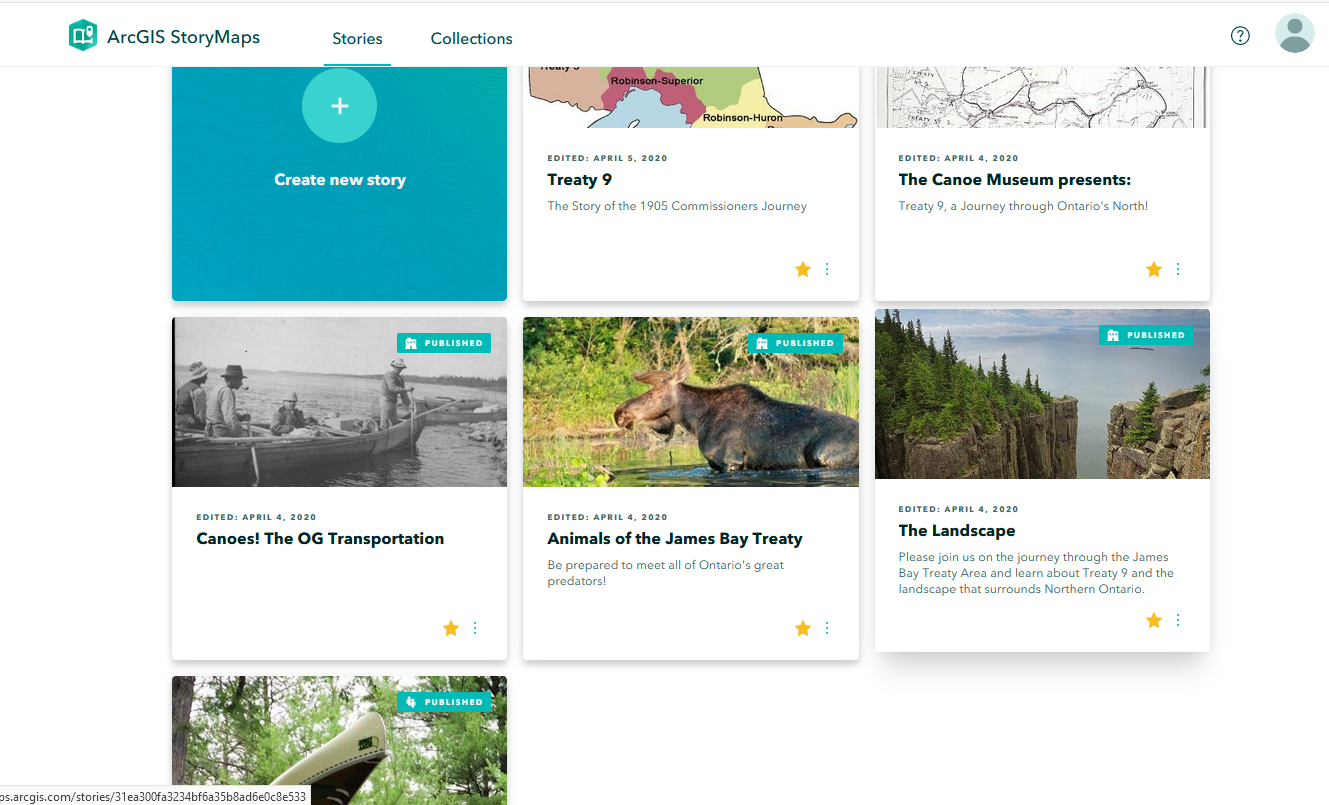 ArcGIS StoryMaps
Stories
Collections
?
+
Create new story
Robinson-Superior
Robinson-Huron
EDITED: APRIL 5, 2020
Treaty 9
The Story of the 1905 Commissioners Journey
EDITED: APRIL 4, 2020
The Canoe Museum presents:
Treaty 9, a Journey through Ontario's North!
PUBLISHED
EDITED: APRIL 4, 2020
Canoes! The OG Transportation
PUBLISHED
EDITED: APRIL 4, 2020
Animals of the James Bay Treaty
Be prepared to meet all of Ontario's great
predators!
PUBLISHED
EDITED: APRIL 4, 2020
The Landscape
Please join us on the journey through the James
Bay Treaty Area and learn about Treaty 9 and the
landscape that surrounds Northern Ontario.
PUBLISHED
ps.arcgis.com/stories/31ea300fa3234bf6a35b8ad6e0c8e533